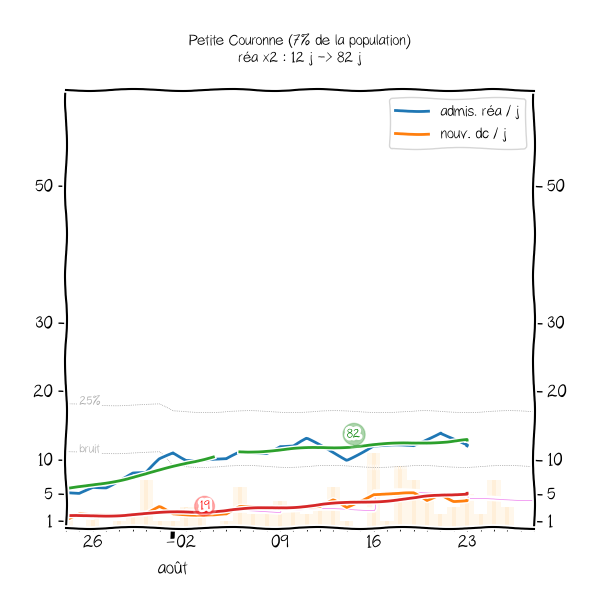 Petite Couronne (7% de la population)
réa x2 : 12 j -> 82 j
admis. réa / j
nouv. dc / j
50 50
30 30
20 20
25%
82
bruit
10 10
5 5
19
1 1
26 02 09 16 23
août